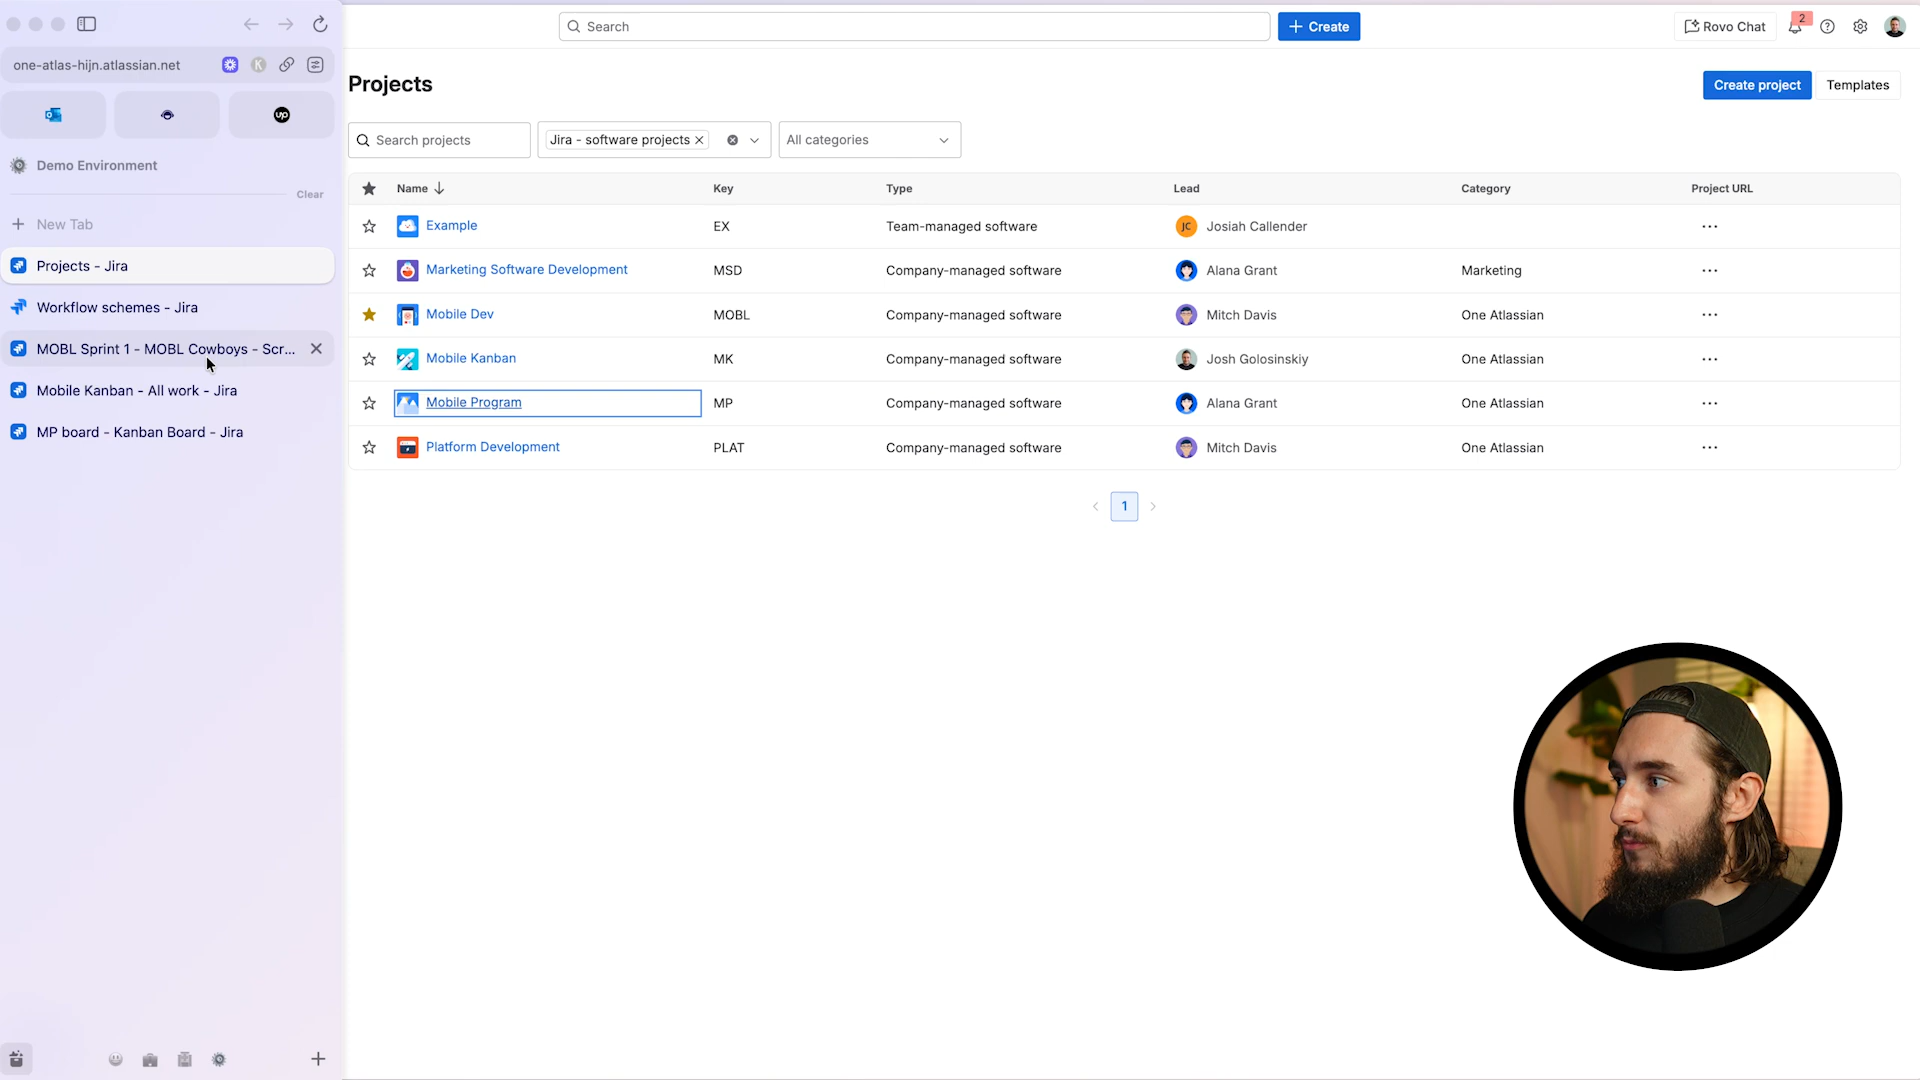 Search
Create
Rovo Chat
2
one-atlas-hijn.atlassian.net
K
up
Demo Environment
Clear
New Tab
Projects - Jira
Workflow schemes - Jira
MOBL Sprint 1 - MOBL Cowboys - Scr...
Mobile Kanban - All work - Jira
MP board - Kanban Board - Jira
Projects
Create project
Templates
Search projects
Jira - software projects
All categories
Name Key Type Lead Category Project URL
Example EX Team-managed software JC Josiah Callender
Marketing Software Development MSD Company-managed software Alana Grant Marketing
Mobile Dev MOBL Company-managed software Mitch Davis One Atlassian
Mobile Kanban MK Company-managed software Josh Golosinskiy One Atlassian
Mobile Program MP Company-managed software Alana Grant One Atlassian
Platform Development PLAT Company-managed software Mitch Davis One Atlassian
1